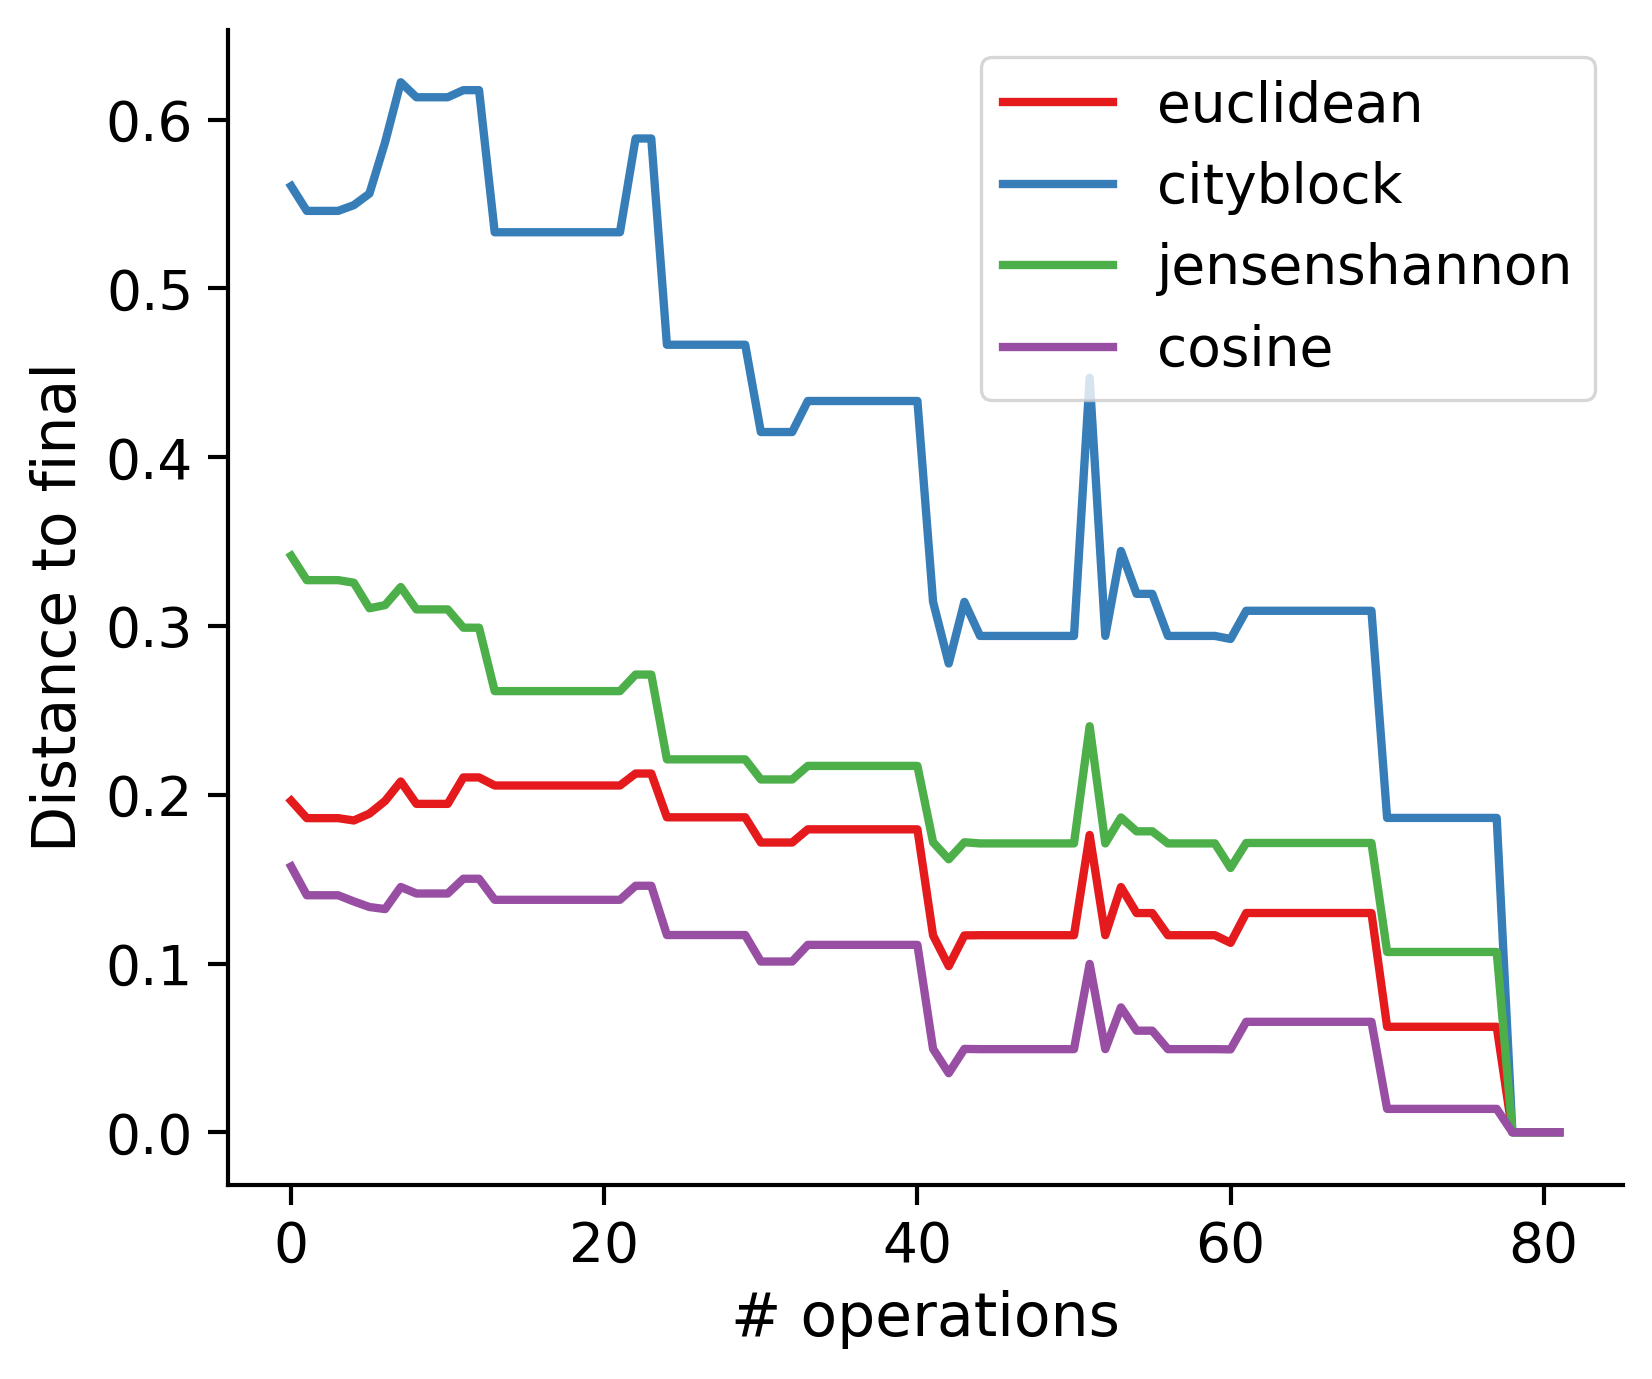 euclidean
cityblock
jensenshannon
cosine
Distance to final
0.6
0.5
0.4
0.3
0.2
0.1
0.0
0 20 40 60 80
# operations